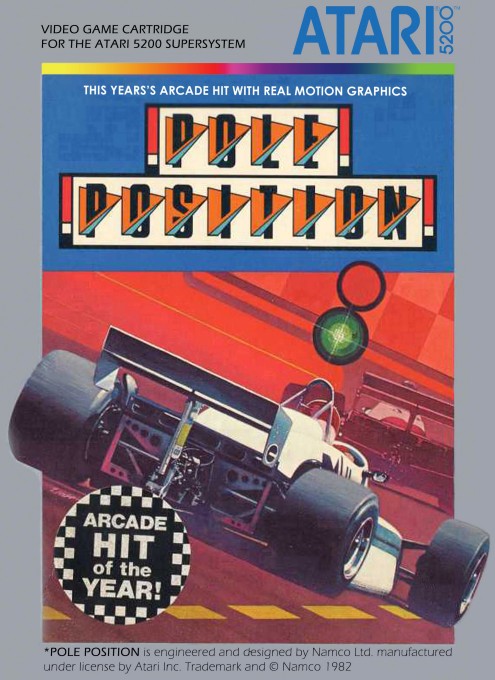 VIDEO GAME CARTRIDGE
FOR THE ATARI 5200 SUPERSYSTEM
ATARI®
5200™
THIS YEARS'S ARCADE HIT WITH REAL MOTION GRAPHICS
POLE
POSITION
ARCADE
HIT
of the
YEAR!
*POLE POSITION is engineered and designed by Namco Ltd. manufactured
under license by Atari Inc. Trademark and © Namco 1982